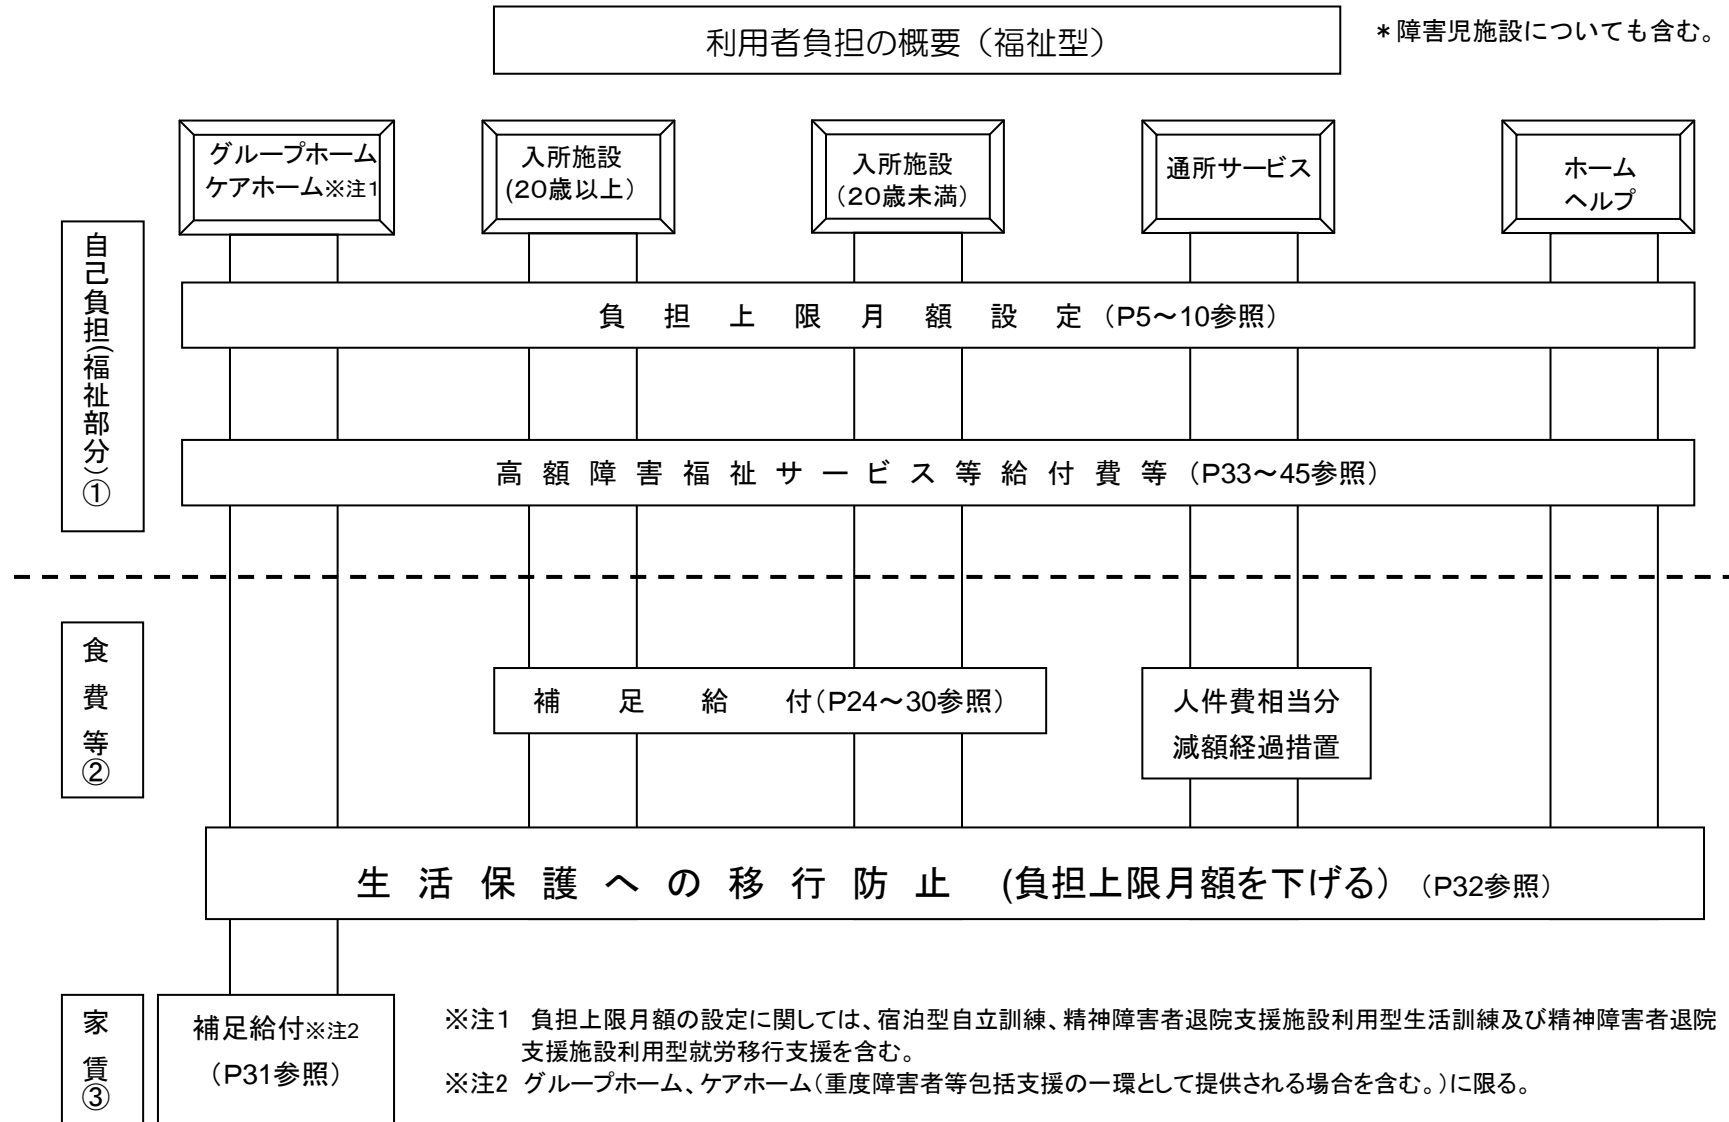 利用者負担の概要（福祉型）
＊障害児施設についても含む。
グループホーム
ケアホーム※注1
入所施設
(20歳以上）
入所施設
（20歳未満）
通所サービス
ホーム
ヘルプ
自己負担（福祉部分）①
負担上限月額設定（P5～10参照）
高額障害福祉サービス等給付費等（P33～45参照）
食費等②
補足給付（P24～30参照）
人件費相当分
減額経過措置
生活保護への移行防止 (負担上限月額を下げる）（P32参照）
家賃③
補足給付※注2
（P31参照）
※注1 負担上限月額の設定に関しては、宿泊型自立訓練、精神障害者退院支援施設利用型生活訓練及び精神障害者退院
支援施設利用型就労移行支援を含む。
※注2 グループホーム、ケアホーム（重度障害者等包括支援の一環として提供される場合を含む。）に限る。